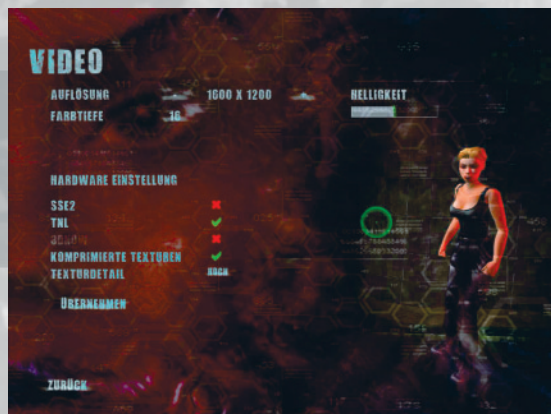 VIDEO
AUFLÖSUNG 1600 X 1200 HELLIGKEIT
FARBTIEFE 16
HARDWARE EINSTELLUNG
SSE2
TNL
KOMPRIMIERTE TEXTUREN
TEXTURDETAIL HOCH
ÜBERNEHMEN
ZURÜCK